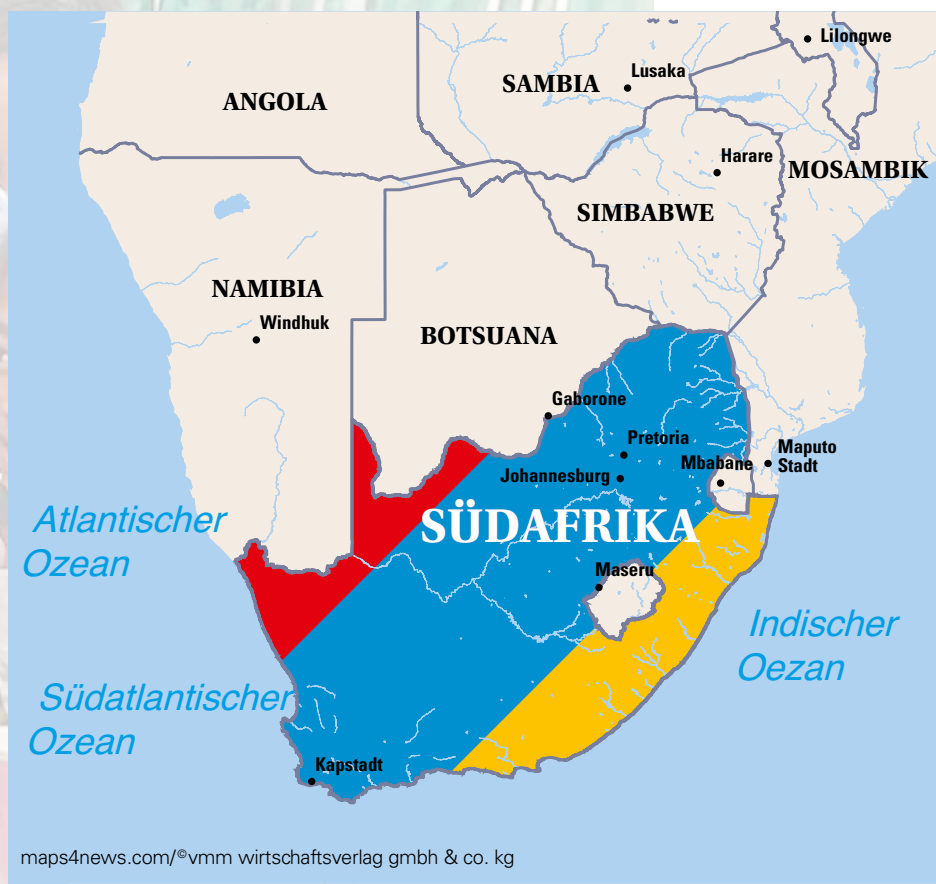 Lilongwe
Lusaka
SAMBIA
ANGOLA
Harare
MOSAMBIK
SIMBABWE
NAMIBIA
Windhuk
BOTSUANA
Gaborone
Pretoria
Maputo
Stadt
Mbabane
Johannesburg
SÜDAFRIKA
Atlantischer
Ozean
Maseru
Indischer
Oezan
Südatlantischer
Ozean
Kapstadt
maps4news.com/©vmm wirtschaftsverlag gmbh & co. kg